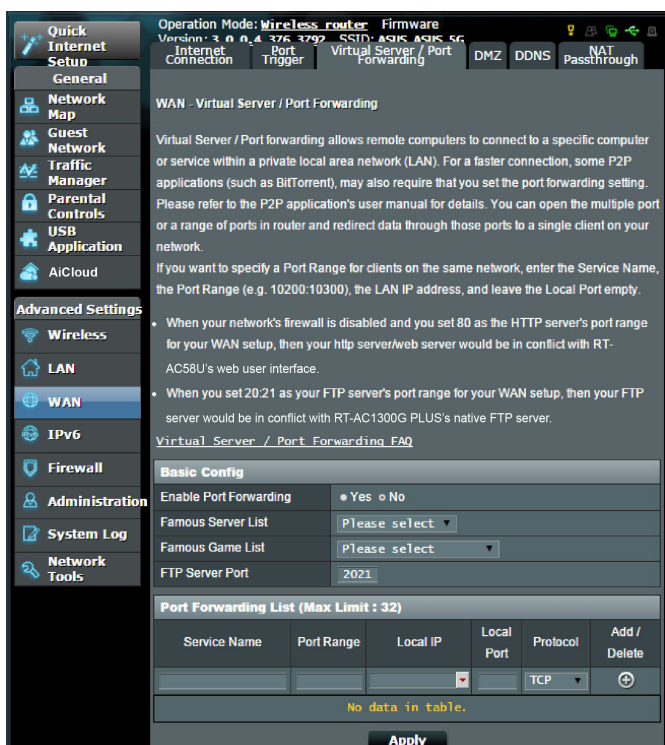 Quick
Internet
Setup
General
Network
Map
Guest
Network
Traffic
Manager
Parental
Controls
USB
Application
AiCloud
Advanced Settings
Wireless
LAN
WAN
IPv6
Firewall
Administration
System Log
Network
Tools
Operation Mode: Wireless router Firmware
Version: 3.0.0.4.376_3792 SSID: ASUS ASUS_5G
Internet
Connection
Port
Trigger
Virtual Server / Port
Forwarding
DMZ
DDNS
NAT
Passthrough
WAN - Virtual Server / Port Forwarding
Virtual Server / Port forwarding allows remote computers to connect to a specific computer
or service within a private local area network (LAN). For a faster connection, some P2P
applications (such as BitTorrent), may also require that you set the port forwarding setting.
Please refer to the P2P application's user manual for details. You can open the multiple port
or a range of ports in router and redirect data through those ports to a single client on your
network.
If you want to specify a Port Range for clients on the same network, enter the Service Name,
the Port Range (e.g. 10200:10300), the LAN IP address, and leave the Local Port empty.
• When your network's firewall is disabled and you set 80 as the HTTP server's port range
for your WAN setup, then your http server/web server would be in conflict with RT-
AC58U's web user interface.
• When you set 20:21 as your FTP server's port range for your WAN setup, then your FTP
server would be in conflict with RT-AC1300G PLUS's native FTP server.
Virtual Server / Port Forwarding FAQ
Basic Config
Enable Port Forwarding Yes No
Famous Server List Please select
Famous Game List Please select
FTP Server Port 2021
Port Forwarding List (Max Limit : 32)
Service Name Port Range Local IP Local Port Protocol Add / Delete
TCP
No data in table.
Apply